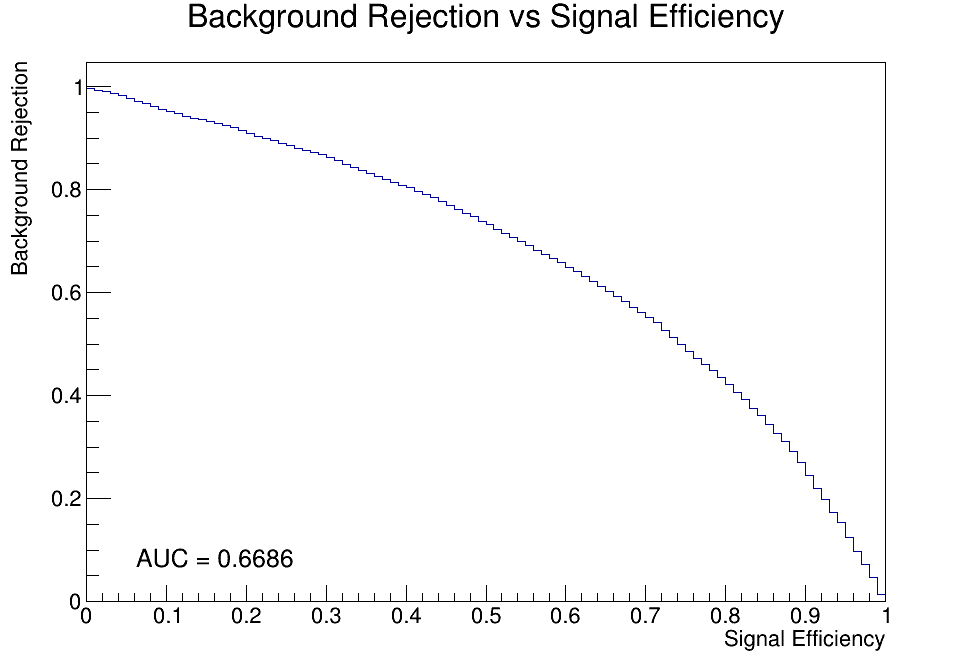 Background Rejection vs Signal Efficiency
Background Rejection
1
0.8
0.6
0.4
0.2
0
AUC = 0.6686
0 0.1 0.2 0.3 0.4 0.5 0.6 0.7 0.8 0.9 1
Signal Efficiency